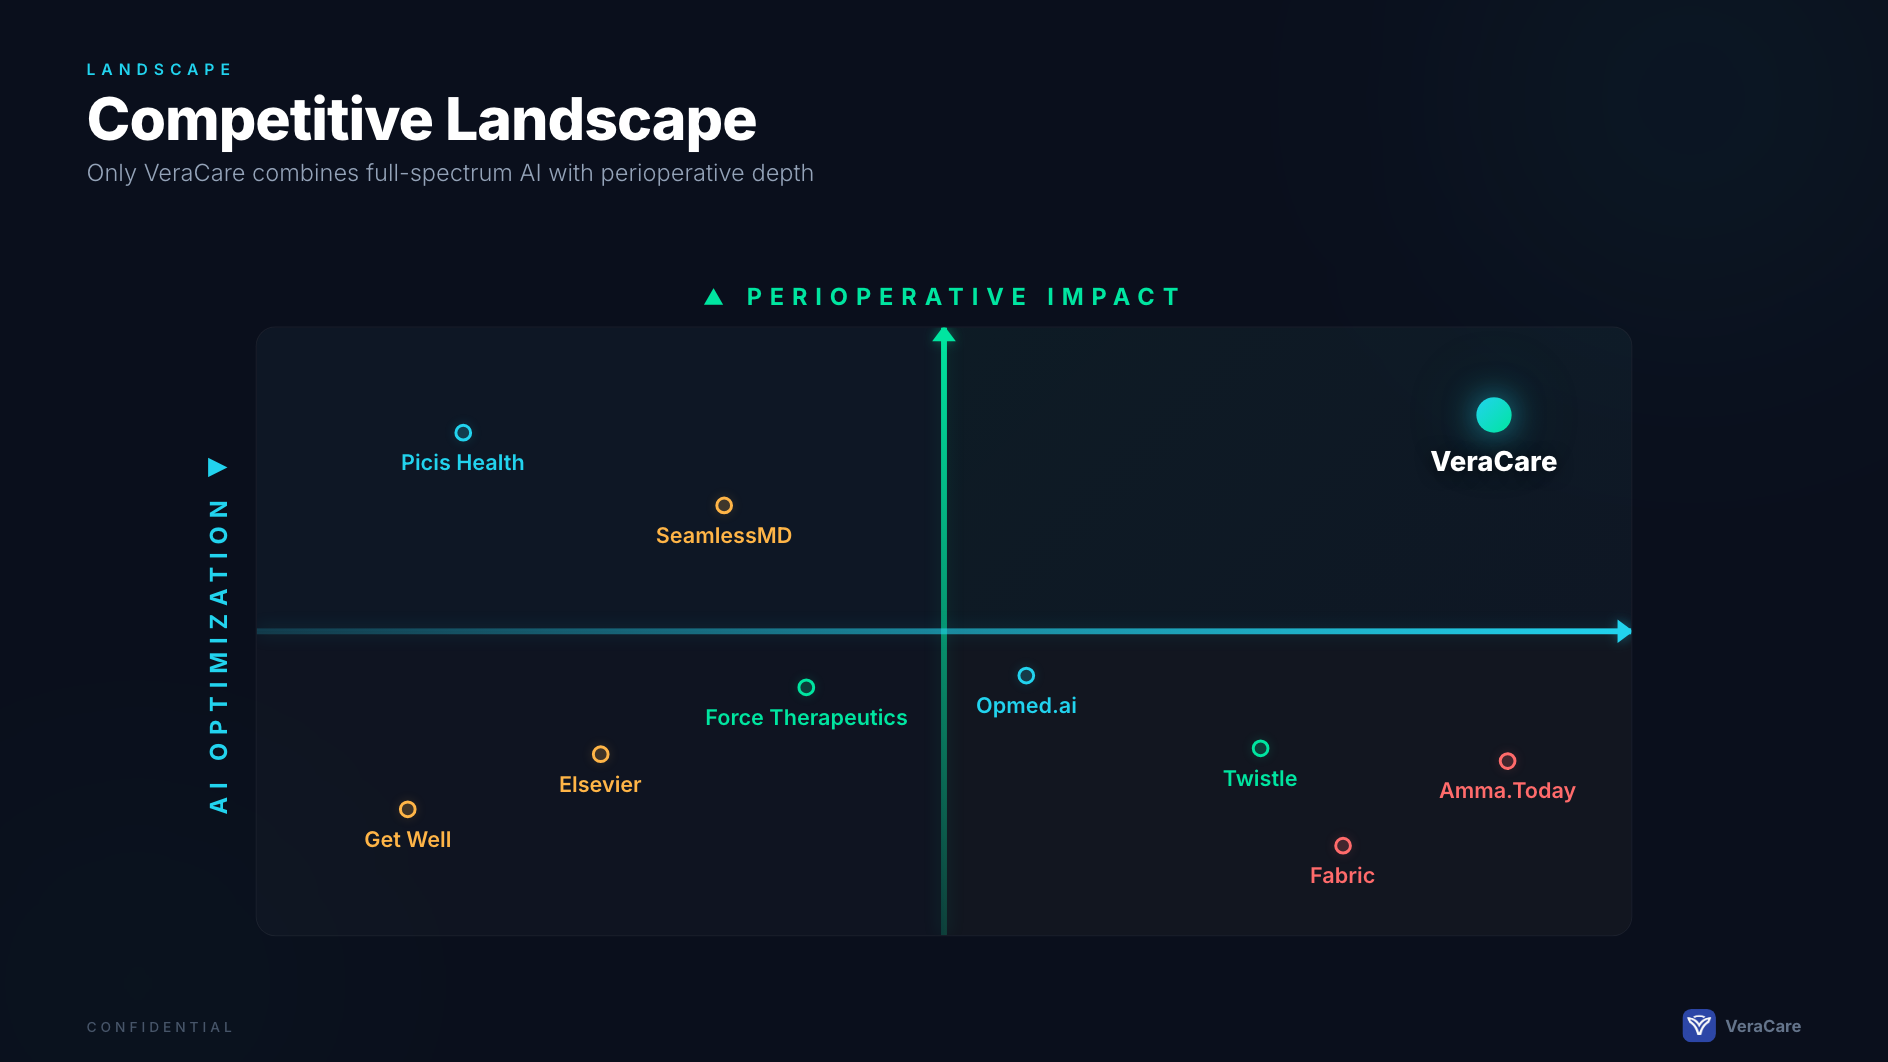 LANDSCAPE
Competitive Landscape
Only VeraCare combines full-spectrum AI with perioperative depth
▲ PERIOPERATIVE IMPACT
AI OPTIMIZATION ▶
Picis Health
VeraCare
SeamlessMD
Opmed.ai
Force Therapeutics
Twistle
Elsevier
Amma.Today
Get Well
Fabric
CONFIDENTIAL
VeraCare